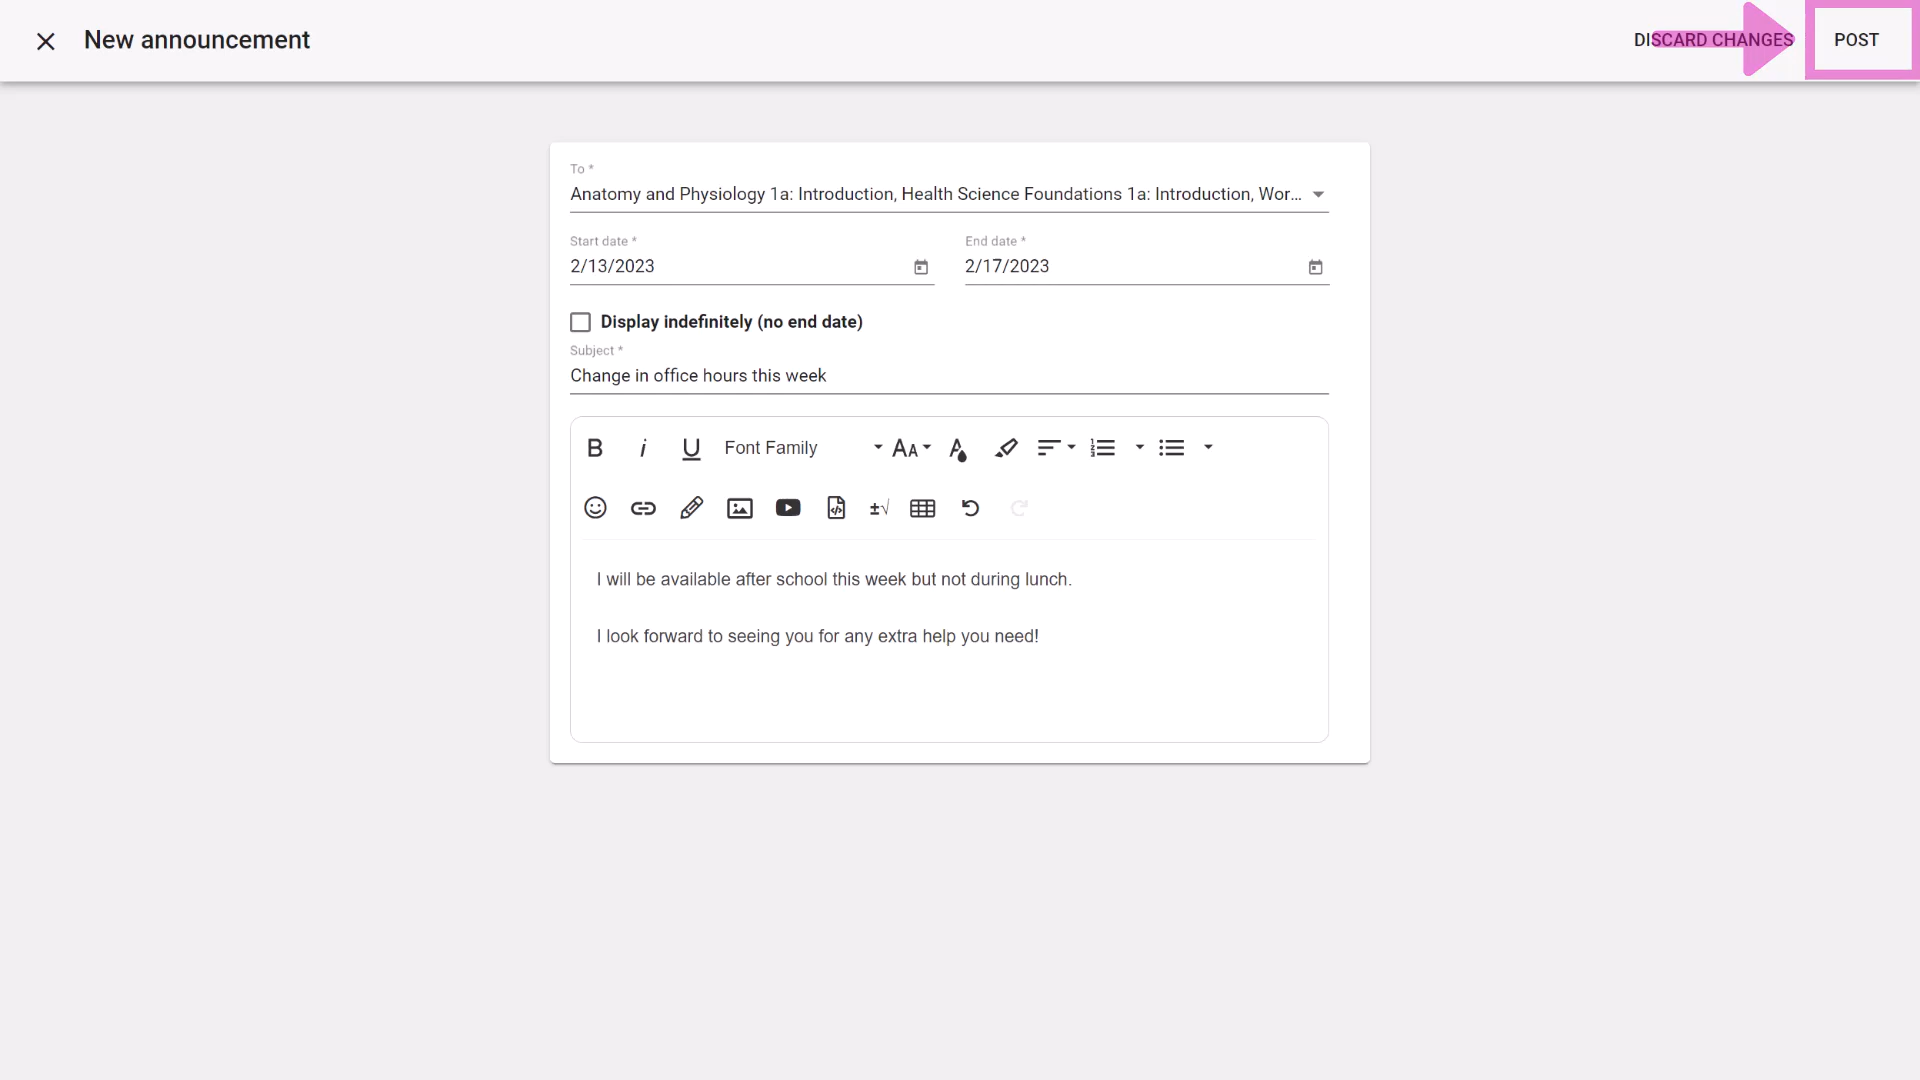 New announcement
DISCARD CHANGES
POST
To *
Anatomy and Physiology 1a: Introduction, Health Science Foundations 1a: Introduction, Wor...
Start date *
End date *
2/13/2023
2/17/2023
Display indefinitely (no end date)
Subject *
Change in office hours this week
Font Family
I will be available after school this week but not during lunch.
I look forward to seeing you for any extra help you need!